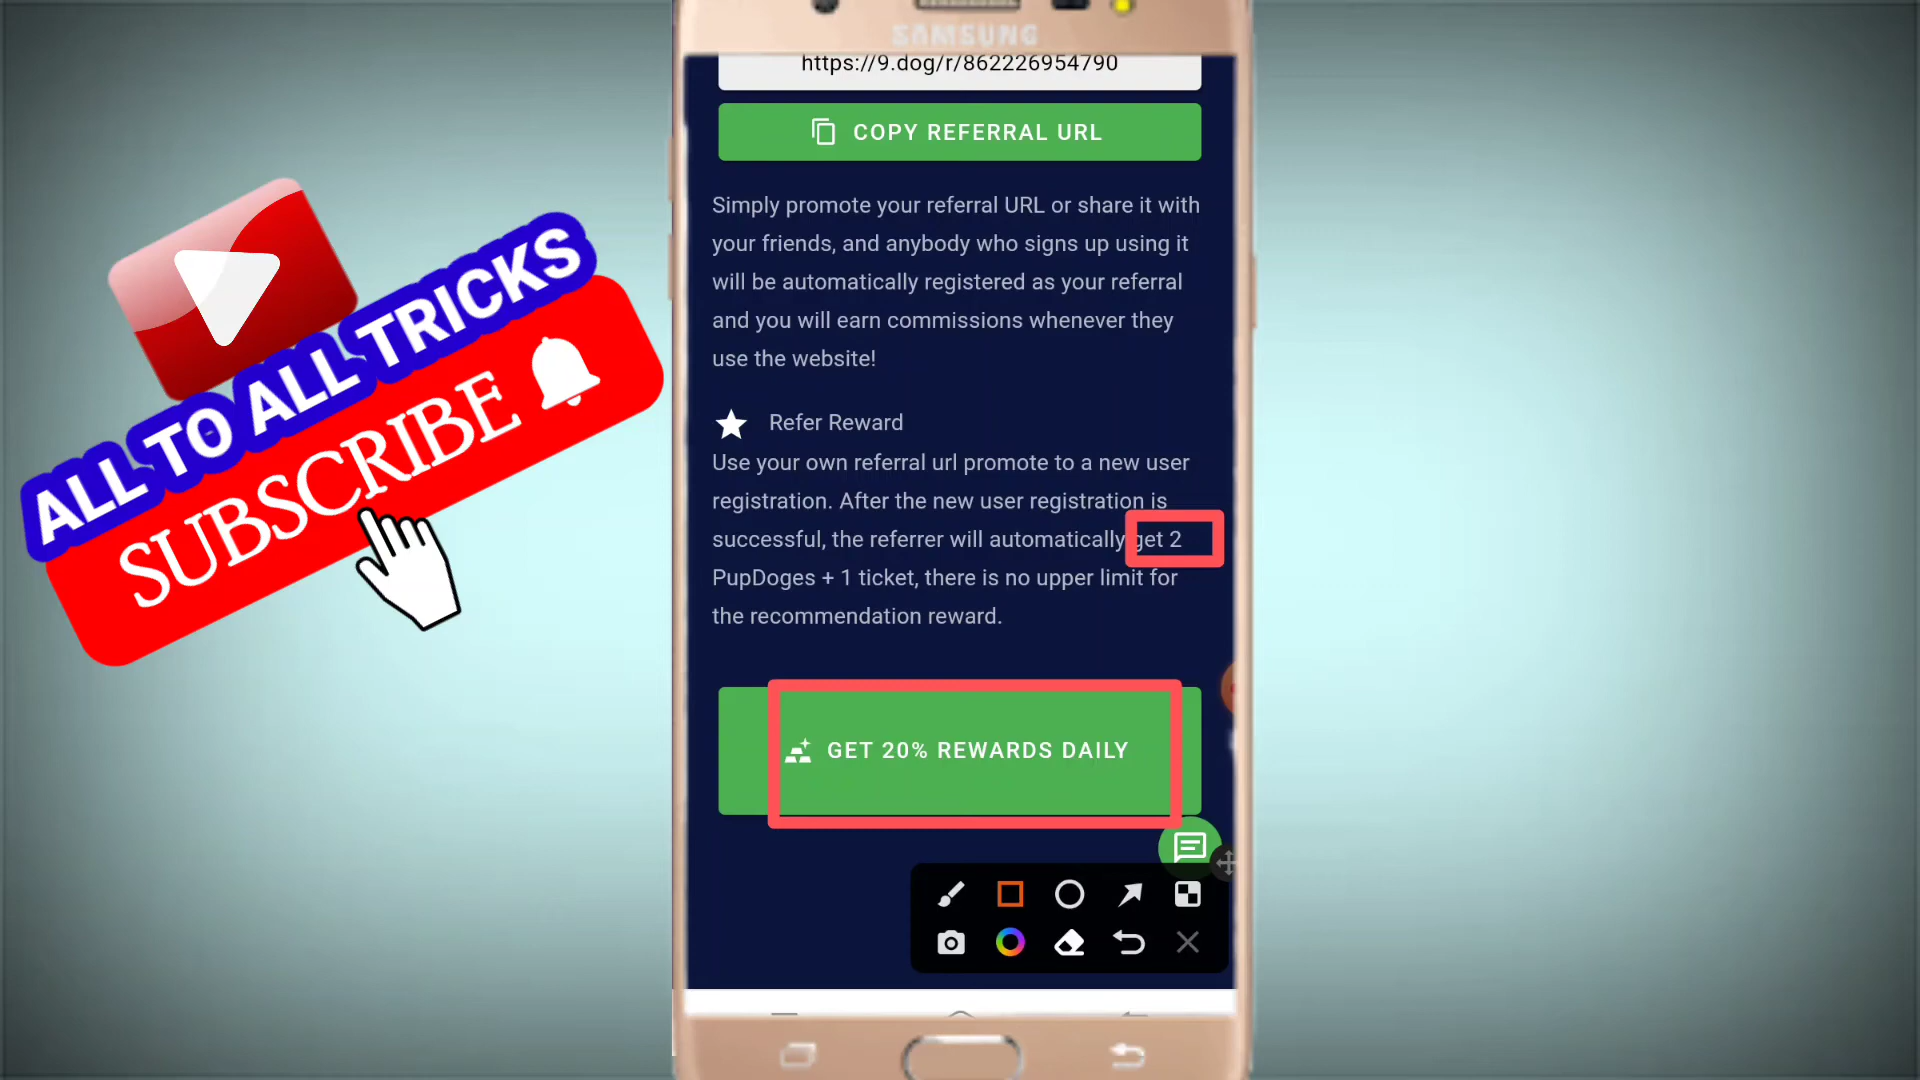 SAMSUNG
https://9.dog/r/862226954790
COPY REFERRAL URL
Simply promote your referral URL or share it with
your friends, and anybody who signs up using it
will be automatically registered as your referral
and you will earn commissions whenever they
use the website!
Refer Reward
Use your own referral url promote to a new user
registration. After the new user registration is
successful, the referrer will automatically get 2
PupDoges + 1 ticket, there is no upper limit for
the recommendation reward.
GET 20% REWARDS DAILY
ALL TO ALL TRICKS
SUBSCRIBE